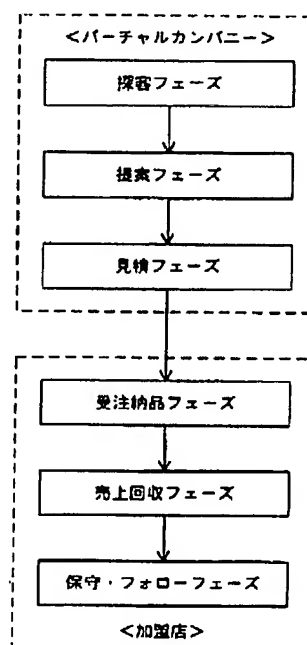 <バーチャルカンパニー>
探客フェーズ
提案フェーズ
見積フェーズ
受注納品フェーズ
売上回収フェーズ
保守・フォローフェーズ
<加盟店>